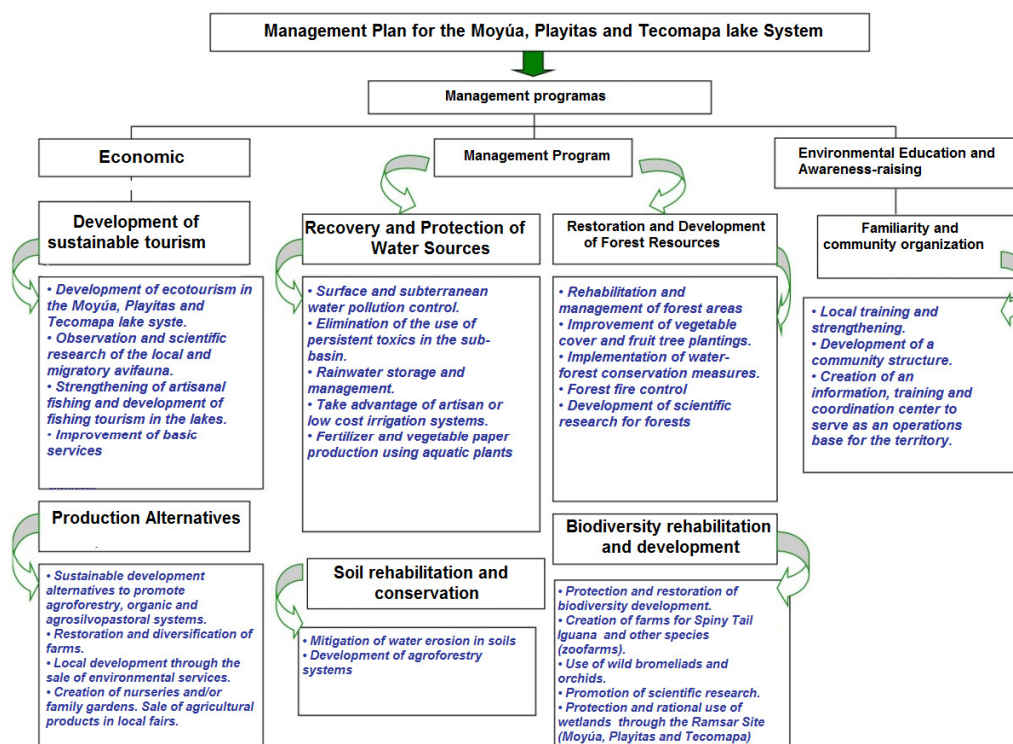 Management Plan for the Moyúa, Playitas and Tecomapa lake System
Management programas
Economic
Management Program
Environmental Education and
Awareness-raising
Development of
sustainable tourism
Recovery and Protection of
Water Sources
Restoration and Development
of Forest Resources
Familiarity and
community organization
• Development of ecotourism in
the Moyúa, Playitas and
Tecomapa lake syste.
• Observation and scientific
research of the local and
migratory avifauna.
• Strengthening of artisanal
fishing and development of
fishing tourism in the lakes.
• Improvement of basic
services
• Surface and subterranean
water pollution control.
• Elimination of the use of
persistent toxics in the sub-
basin.
• Rainwater storage and
management.
• Take advantage of artisan or
low cost irrigation systems.
• Fertilizer and vegetable paper
production using aquatic plants
• Rehabilitation and
management of forest areas
• Improvement of vegetable
cover and fruit tree plantings.
• Implementation of water-
forest conservation measures.
• Forest fire control
• Development of scientific
research for forests
• Local training and
strengthening.
• Development of a
community structure.
• Creation of an
information, training and
coordination center to
serve as an operations
base for the territory.
Production Alternatives
Soil rehabilitation and
conservation
Biodiversity rehabilitation
and development
• Sustainable development
alternatives to promote
agroforestry, organic and
agrosilvopastoral systems.
• Restoration and diversification of
farms.
• Local development through the
sale of environmental services.
• Creation of nurseries and/or
family gardens. Sale of agricultural
products in local fairs.
• Mitigation of water erosion in soils
• Development of agroforestry
systems
• Protection and restoration of
biodiversity development.
• Creation of farms for Spiny Tail
Iguana and other species
(zoofarms).
• Use of wild bromeliads and
orchids.
• Promotion of scientific research.
• Protection and rational use of
wetlands through the Ramsar Site
(Moyúa, Playitas and Tecomapa)